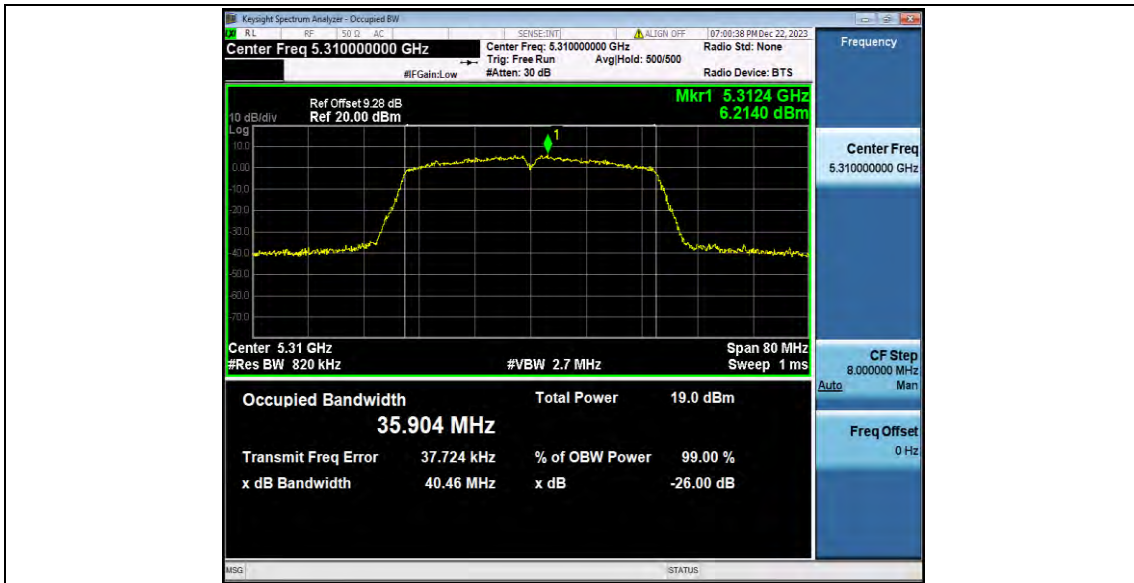 Keysight Spectrum Analyzer - Occupied BW
RL RF 50 Ω AC SENSE:INT ALIGN OFF 07:00:38 PM Dec 22, 2023
Center Freq 5.310000000 GHz
Center Freq: 5.310000000 GHz Radio Std: None
Trig: Free Run Avg|Hold: 500/500
#IFGain:Low #Atten: 30 dB Radio Device: BTS
Frequency
Mkr1 5.3124 GHz
6.2140 dBm
Ref Offset 9.28 dB
10 dB/div Ref 20.00 dBm
Log
1
10.0
0.00
-10.0
-20.0
-30.0
-40.0
-50.0
-60.0
-70.0
Center 5.31 GHz Span 80 MHz
#Res BW 820 kHz #VBW 2.7 MHz Sweep 1 ms
Occupied Bandwidth Total Power 19.0 dBm
35.904 MHz
Transmit Freq Error 37.724 kHz % of OBW Power 99.00 %
x dB Bandwidth 40.46 MHz x dB -26.00 dB
Center Freq
5.310000000 GHz
CF Step
8.000000 MHz
Auto Man
Freq Offset
0 Hz
MSG STATUS